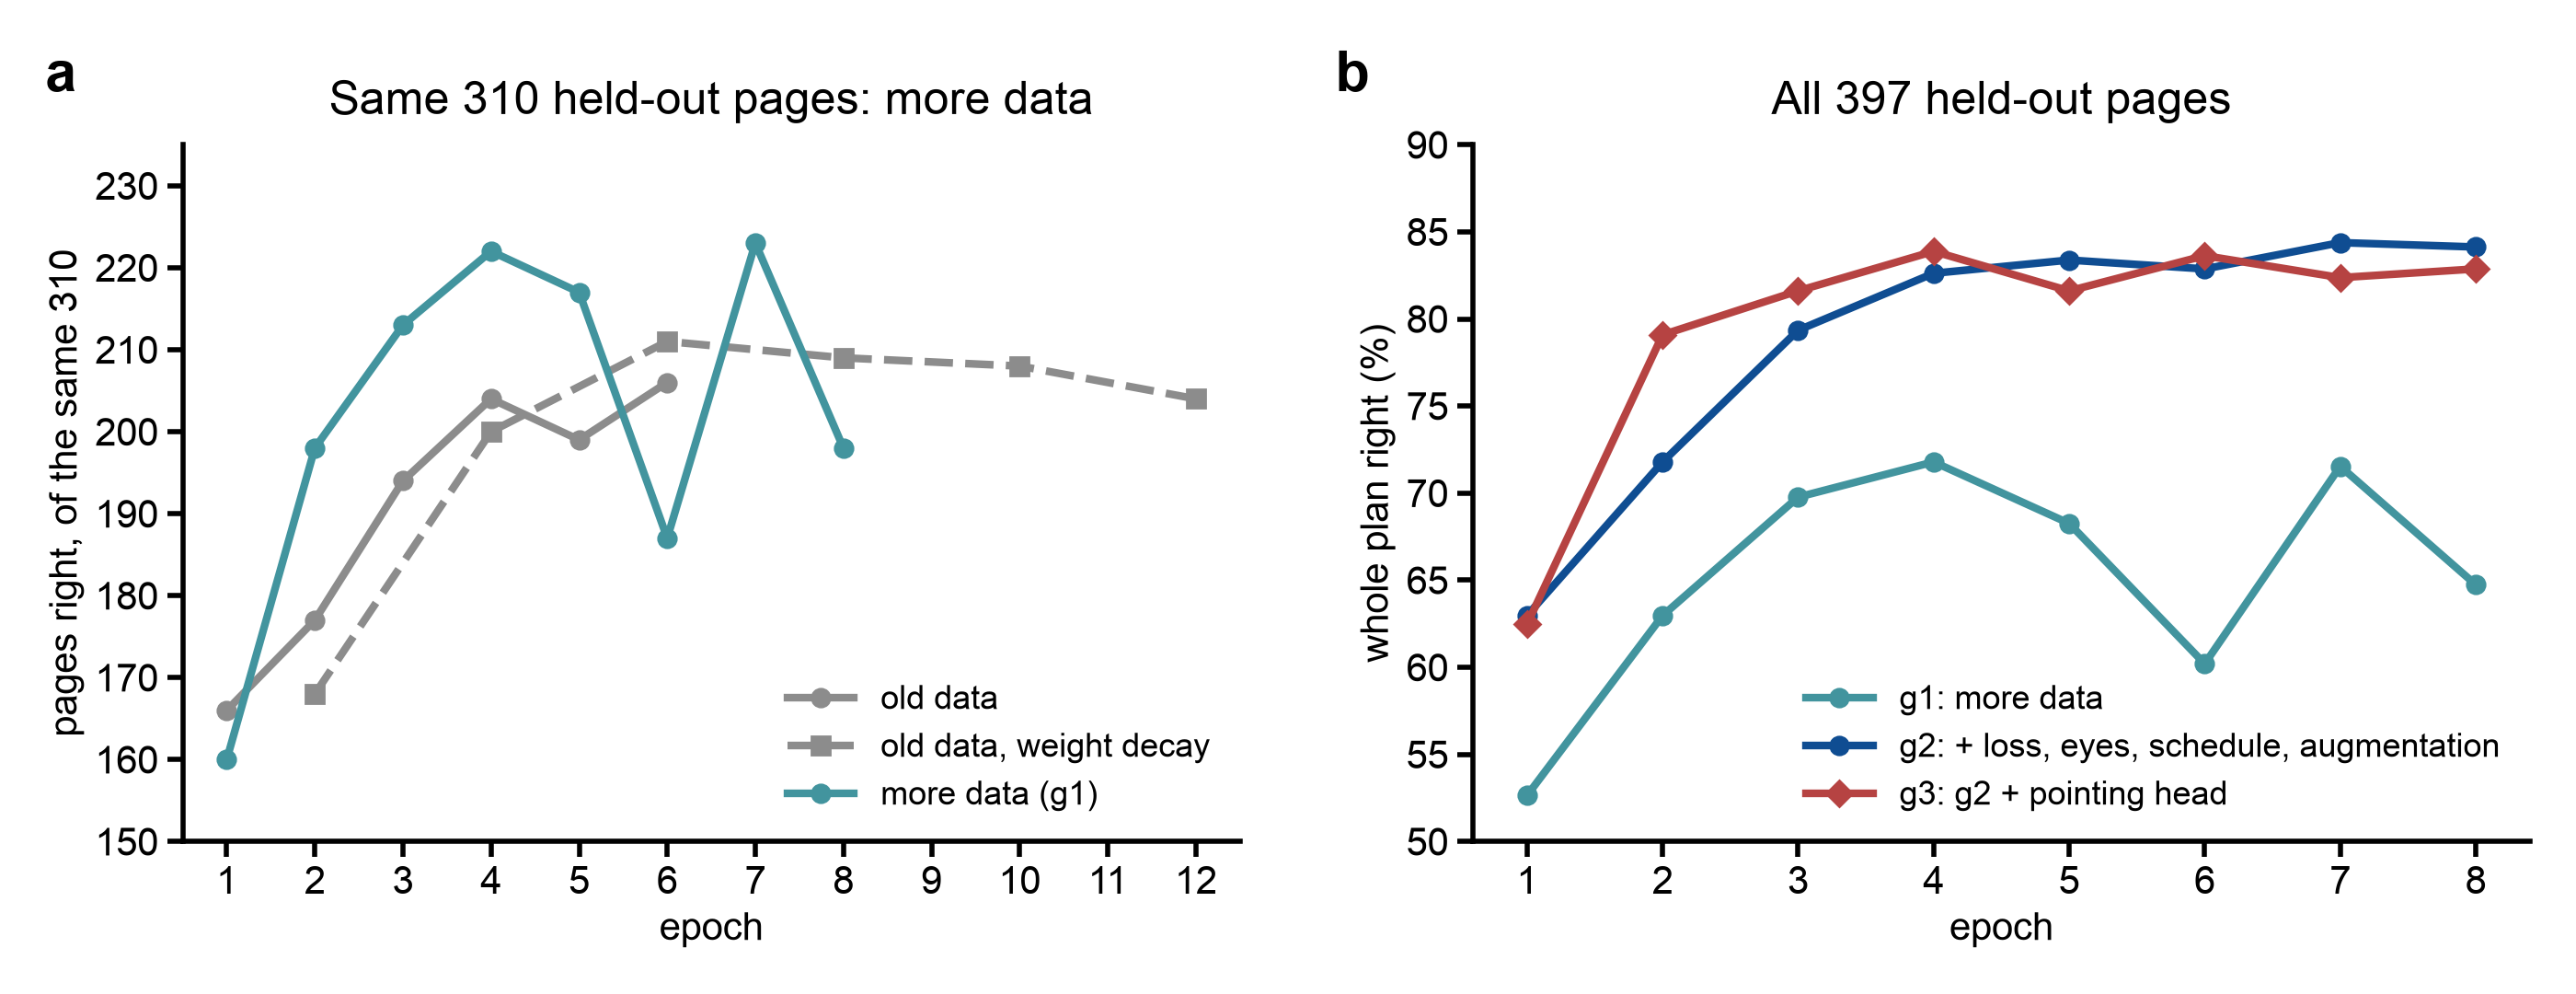 a
Same 310 held-out pages: more data
pages right, of the same 310
230
220
210
200
190
180
170
160
150
1 2 3 4 5 6 7 8 9 10 11 12
epoch
old data
old data, weight decay
more data (g1)
b
All 397 held-out pages
whole plan right (%)
90
85
80
75
70
65
60
55
50
1 2 3 4 5 6 7 8
epoch
g1: more data
g2: + loss, eyes, schedule, augmentation
g3: g2 + pointing head